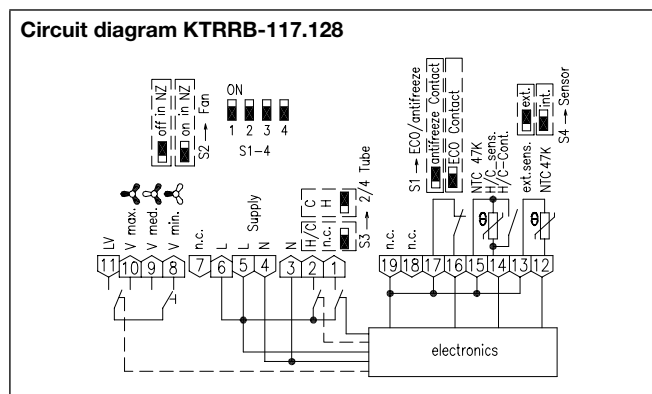 Circuit diagram KTRRB-117.128
off in NZ
on in NZ
S2 → Fan
ON
1 2 3 4
S1-4
S1 → ECO/antifreeze
antifreeze Contact
ECO Contact
NTC 47K
H/C-sens.
H/C=Cont.
ext.
int.
S4 → Sensor
ext.sens.
NTC47K
C H
H/C n.c.
S3 → 2/4 Tube
LV
V max.
V med.
V min.
n.c.
L
L
Supply
N
N
n.c.
n.c.
ϑ
ϑ
11 10 9 8 7 6 5 4 3 2 1
19 18 17 16 15 14 13 12
electronics